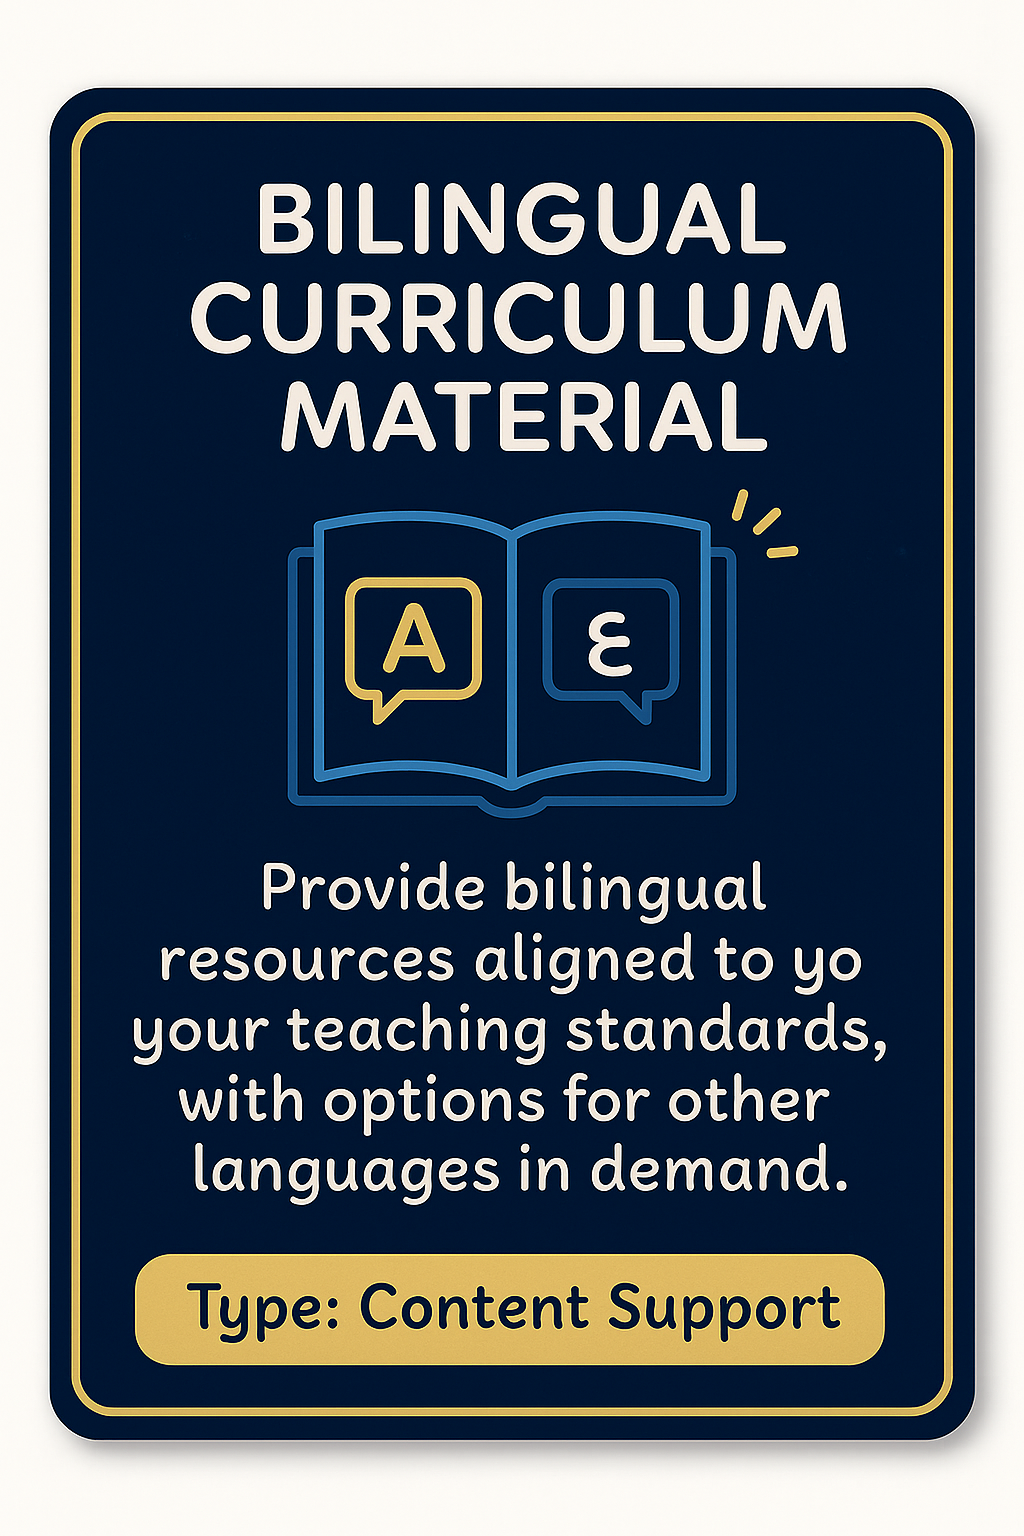 BILINGUAL
CURRICULUM
MATERIAL
A
ع
Provide bilingual
resources aligned to yo
your teaching standards,
with options for other
languages in demand.
Type: Content Support